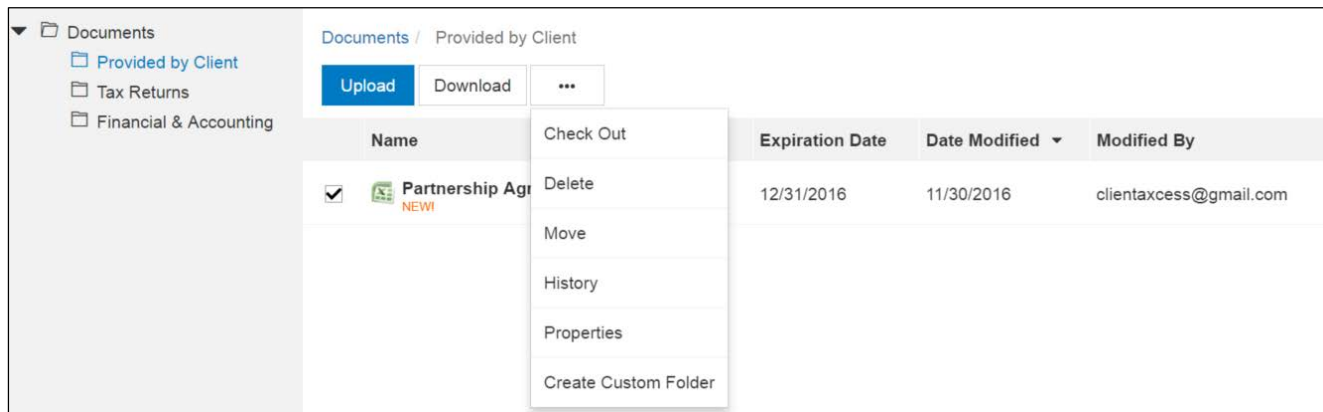 Documents
Provided by Client
Tax Returns
Financial & Accounting
Documents / Provided by Client
Upload Download •••
Check Out
Delete
Move
History
Properties
Create Custom Folder
Name Expiration Date Date Modified Modified By
Partnership Agr 12/31/2016 11/30/2016 clientaxcess@gmail.com
NEW!